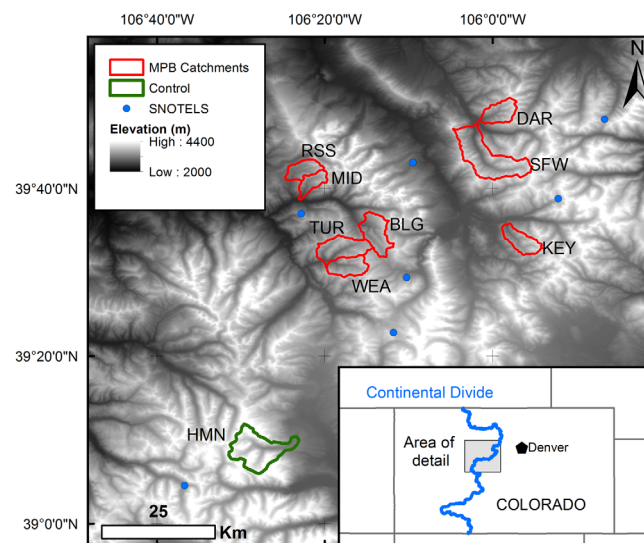 106°40'0"W 106°20'0"W 106°0'0"W
MPB Catchments
Control
SNOTELS
Elevation (m)
High : 4400
Low : 2000
N
DAR
RSS
MID
SFW
39°40'0"N
TUR
BLG
KEY
WEA
39°20'0"N
HMN
Continental Divide
Area of
detail
Denver
COLORADO
25
Km
39°0'0"N